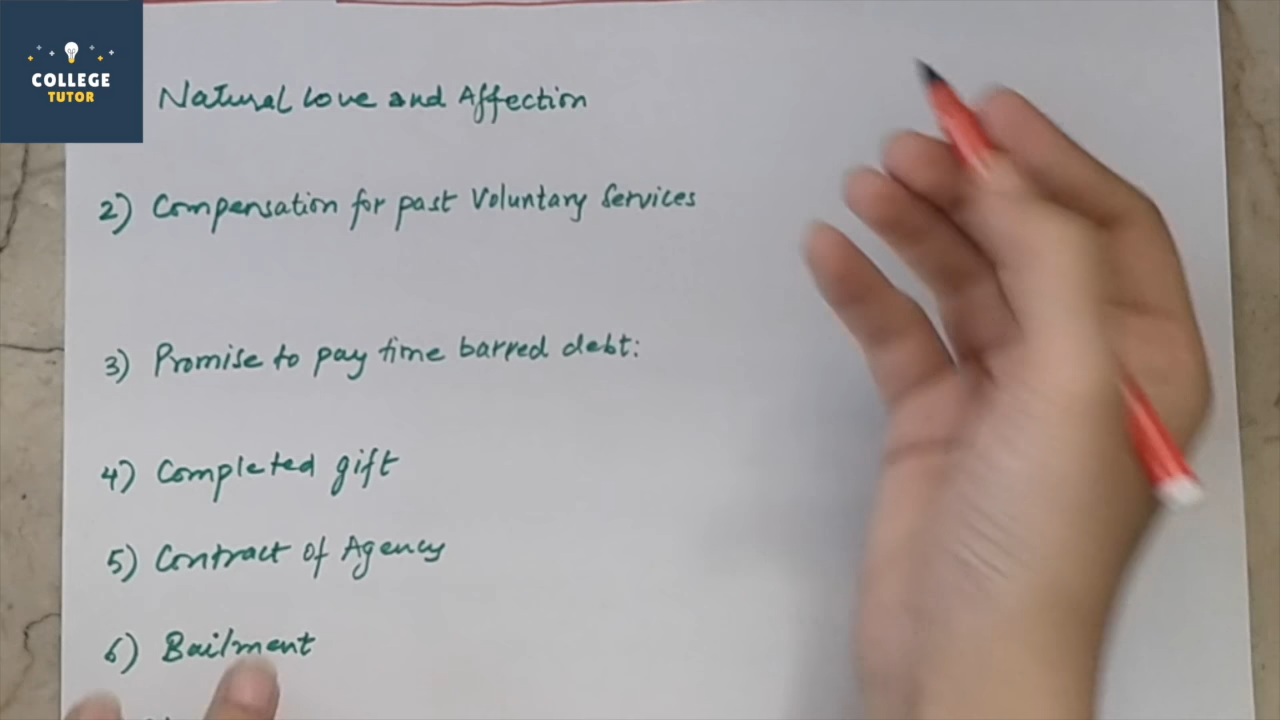 COLLEGE
TUTOR
Natural Love and Affection
2) Compensation for past Voluntary Services
3) Promise to pay time barred debt:
4) Completed gift
5) Contract of Agency
6) Bailment